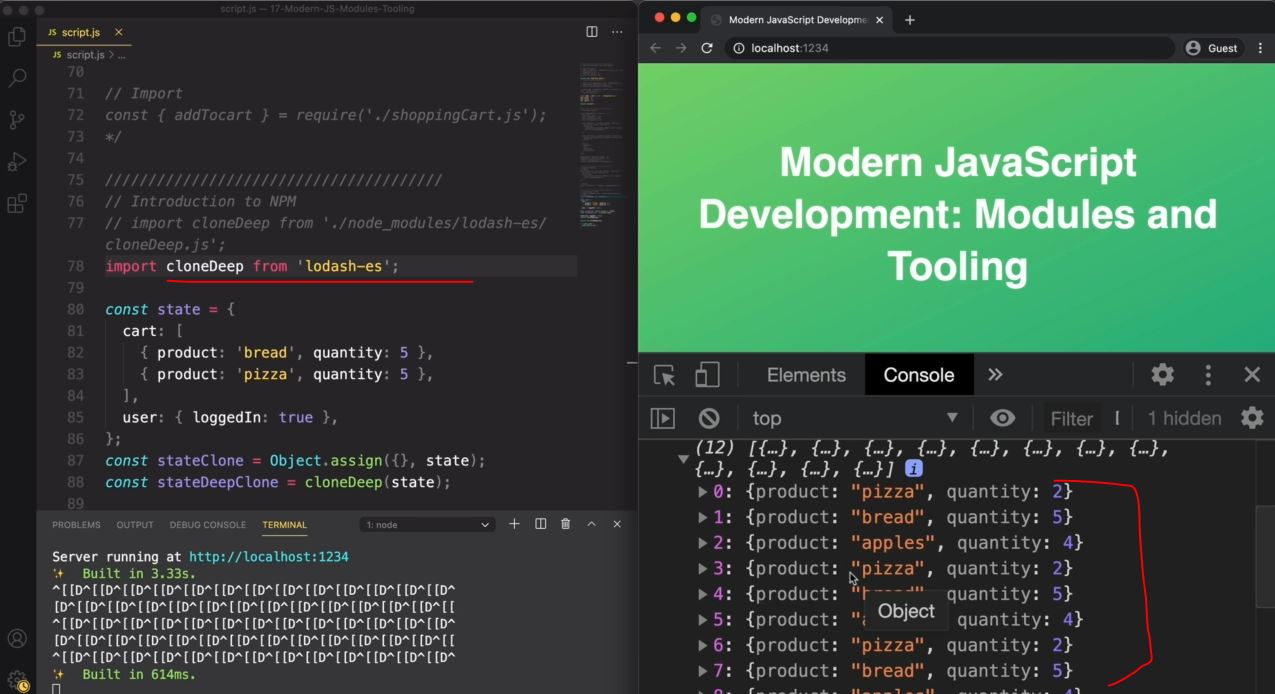 script.js — 17-Modern-JS-Modules-Tooling
JS script.js ×
JS script.js > ...
70
71 // Import
72 const { addTocart } = require('./shoppingCart.js');
73 */
74
75 ///////////////////////////////////////
76 // Introduction to NPM
77 // import cloneDeep from './node_modules/lodash-es/
cloneDeep.js';
78 import cloneDeep from 'lodash-es';
79
80 const state = {
81 cart: [
82 { product: 'bread', quantity: 5 },
83 { product: 'pizza', quantity: 5 },
84 ],
85 user: { loggedIn: true },
86 };
87 const stateClone = Object.assign({}, state);
88 const stateDeepClone = cloneDeep(state);
89
PROBLEMS OUTPUT DEBUG CONSOLE TERMINAL 1: node
Server running at http://localhost:1234
✨ Built in 3.33s.
^[[D^[[D^[[D^[[D^[[D^[[D^[[D^[[D^[[D^[[D^[[D^
[D^[[D^[[D^[[D^[[D^[[D^[[D^[[D^[[D^[[D^[[D^[[
^[[D^[[D^[[D^[[D^[[D^[[D^[[D^[[D^[[D^[[D^[[D^
[D^[[D^[[D^[[D^[[D^[[D^[[D^[[D^[[D^[[D^[[D^[[
^[[D^[[D^[[D^[[D^[[D^[[D^[[D^[[D^[[D^[[D^[[D^
✨ Built in 614ms.
Modern JavaScript Developme
localhost:1234
Guest
Modern JavaScript
Development: Modules and
Tooling
Elements Console »
top Filter 1 hidden
(12) [{…}, {…}, {…}, {…}, {…}, {…}, {…}, {…},
{…}, {…}, {…}, {…}] i
0: {product: "pizza", quantity: 2}
1: {product: "bread", quantity: 5}
2: {product: "apples", quantity: 4}
3: {product: "pizza", quantity: 2}
4: {product: "bread", quantity: 5}
5: {product: "a quantity: 4}
Object
6: {product: "pizza", quantity: 2}
7: {product: "bread", quantity: 5}
8: {product: "apples", quantity: 4}